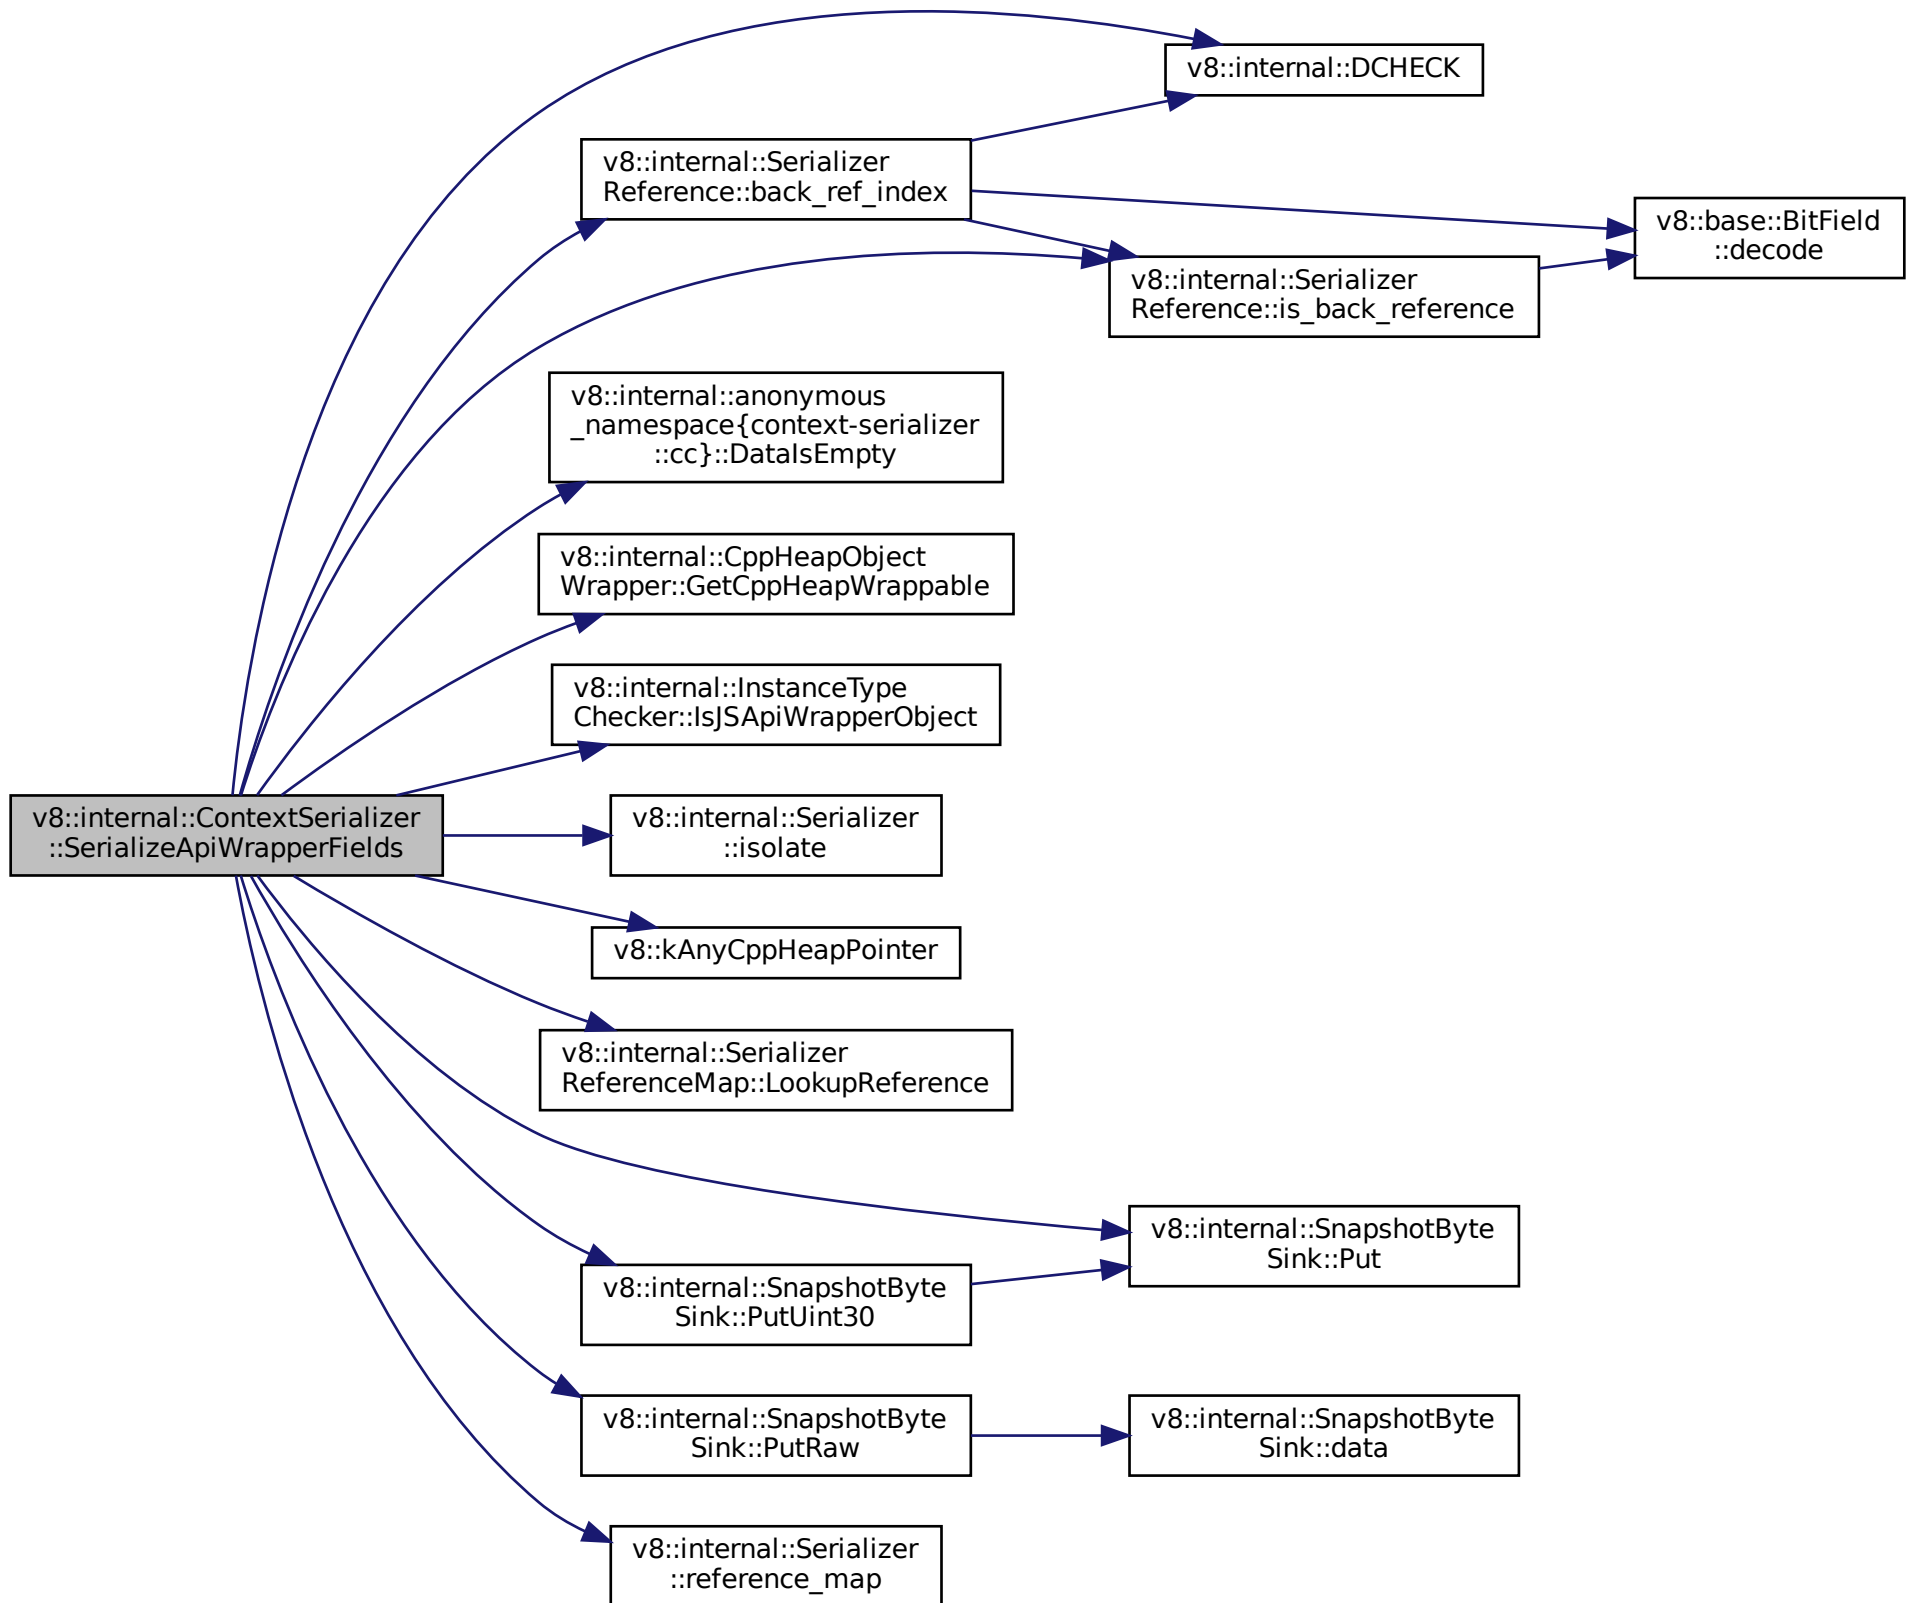 v8::internal::DCHECK
v8::internal::Serializer
Reference::back_ref_index
v8::base::BitField
::decode
v8::internal::Serializer
Reference::is_back_reference
v8::internal::anonymous
_namespace{context-serializer
::cc}::DataIsEmpty
v8::internal::CppHeapObject
Wrapper::GetCppHeapWrappable
v8::internal::InstanceType
Checker::IsJSApiWrapperObject
v8::internal::ContextSerializer
::SerializeApiWrapperFields
v8::internal::Serializer
::isolate
v8::kAnyCppHeapPointer
v8::internal::Serializer
ReferenceMap::LookupReference
v8::internal::SnapshotByte
Sink::Put
v8::internal::SnapshotByte
Sink::PutUint30
v8::internal::SnapshotByte
Sink::PutRaw
v8::internal::SnapshotByte
Sink::data
v8::internal::Serializer
::reference_map